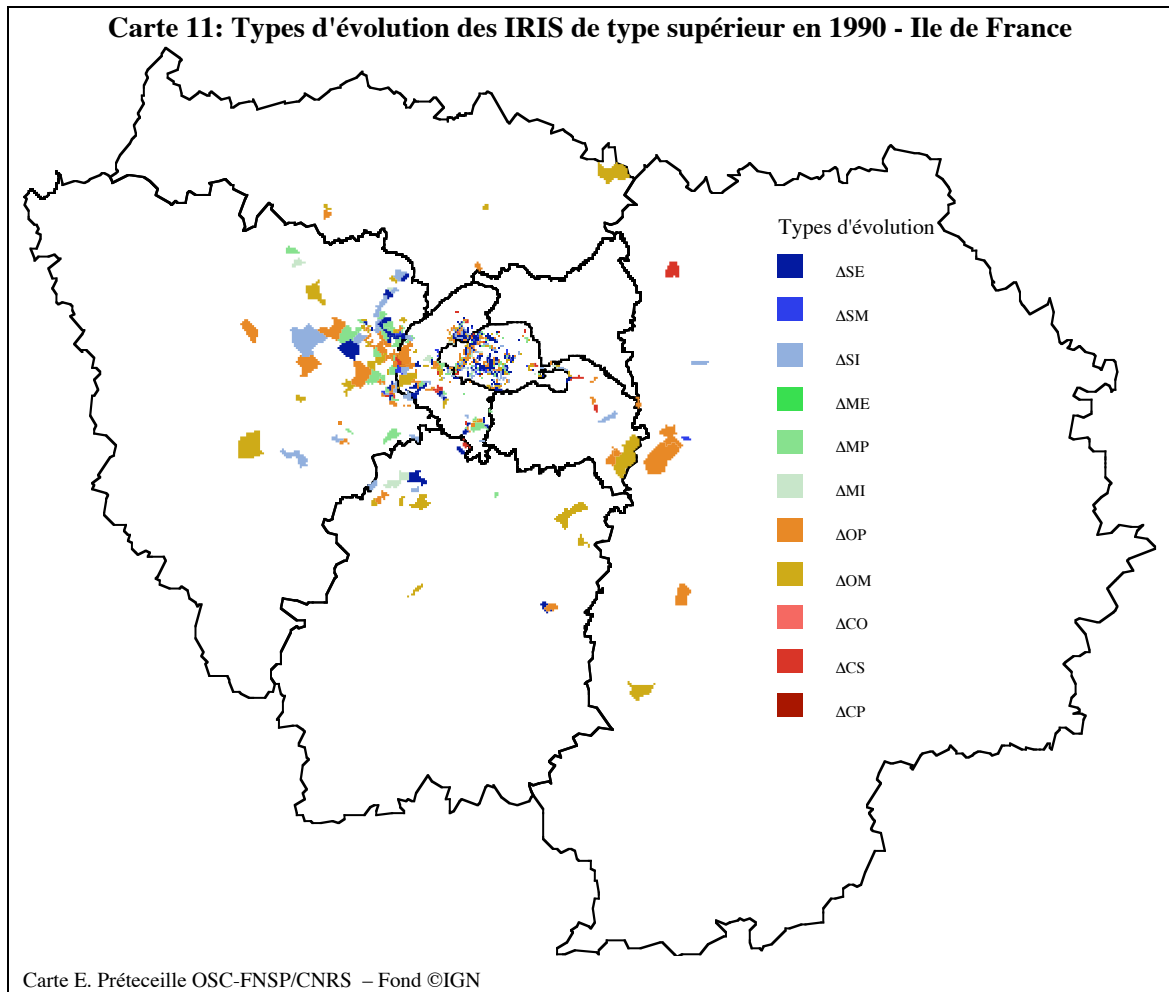 Carte 11: Types d'évolution des IRIS de type supérieur en 1990 - Ile de France
Types d'évolution
ΔSE
ΔSM
ΔSI
ΔME
ΔMP
ΔMI
ΔOP
ΔOM
ΔCO
ΔCS
ΔCP
Carte E. Préteceille OSC-FNSP/CNRS – Fond ©IGN